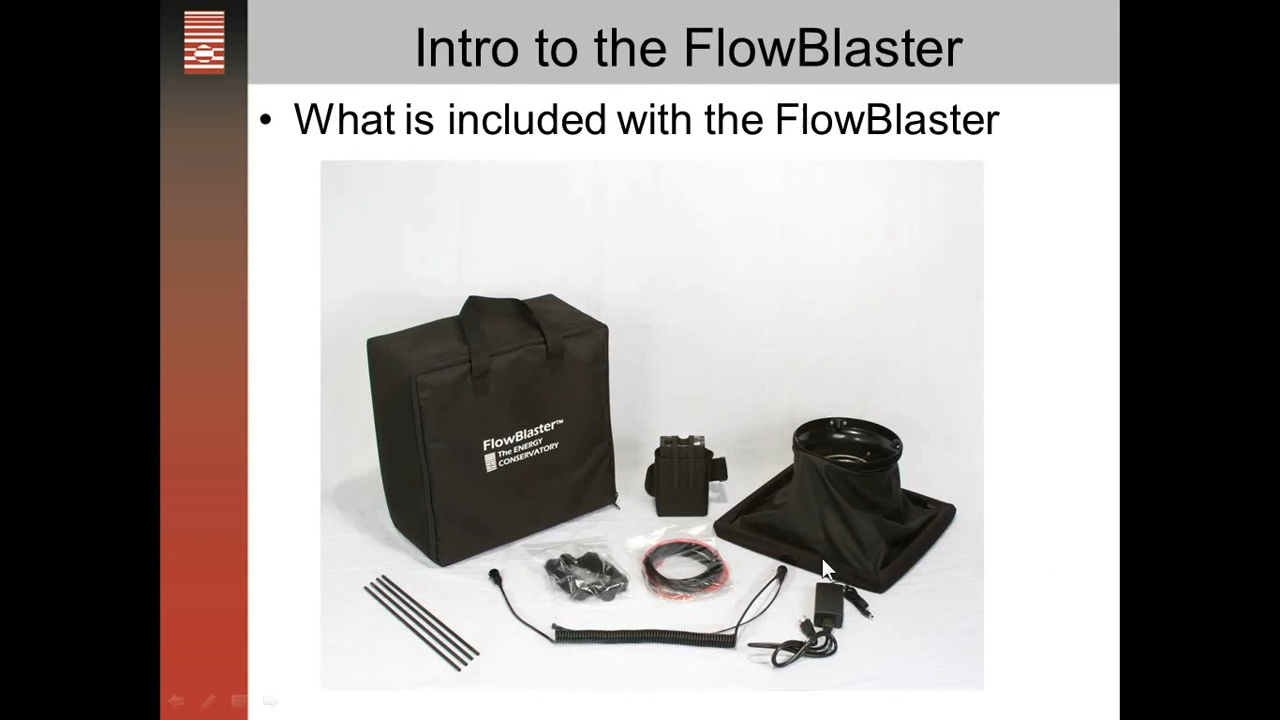 Intro to the FlowBlaster
• What is included with the FlowBlaster
FlowBlaster™
The ENERGY
CONSERVATORY